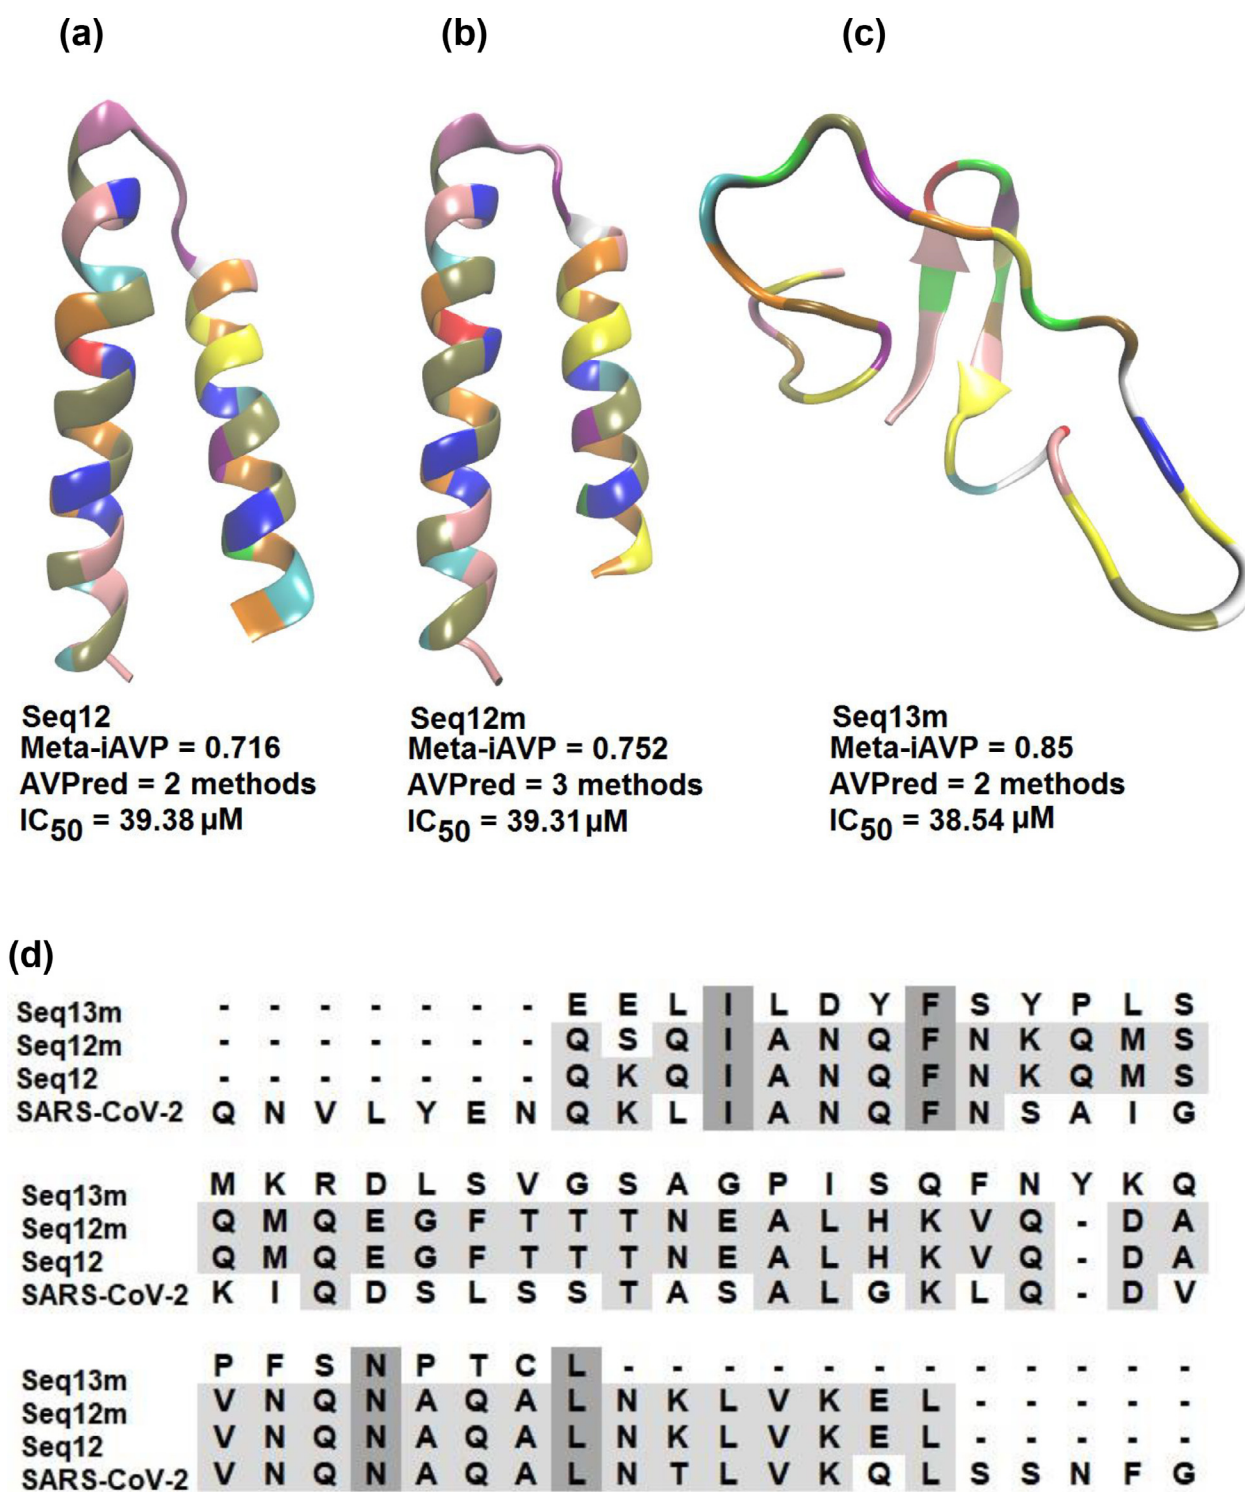 (a) (b) (c)
Seq12
Meta-iAVP = 0.716
AVPred = 2 methods
IC50 = 39.38 µM
Seq12m
Meta-iAVP = 0.752
AVPred = 3 methods
IC50 = 39.31 µM
Seq13m
Meta-iAVP = 0.85
AVPred = 2 methods
IC50 = 38.54 µM
(d)
Seq13m - - - - - - - E E L I L D Y F S Y P L S
Seq12m - - - - - - - Q S Q I A N Q F N K Q M S
Seq12 - - - - - - - Q K Q I A N Q F N K Q M S
SARS-CoV-2 Q N V L Y E N Q K L I A N Q F N S A I G
Seq13m M K R D L S V G S A G P I S Q F N Y K Q
Seq12m Q M Q E G F T T T N E A L H K V Q - D A
Seq12 Q M Q E G F T T T N E A L H K V Q - D A
SARS-CoV-2 K I Q D S L S S T A S A L G K L Q - D V
Seq13m P F S N P T C L - - - - - - - - - - - -
Seq12m V N Q N A Q A L N K L V K E L - - - - -
Seq12 V N Q N A Q A L N K L V K E L - - - - -
SARS-CoV-2 V N Q N A Q A L N T L V K Q L S S N F G